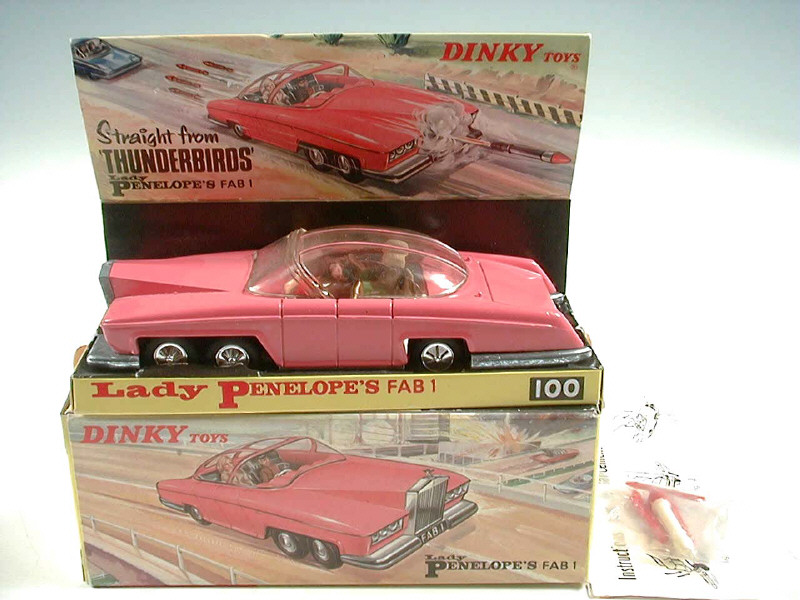 DINKY TOYS
Straight from
'THUNDERBIRDS'
Lady
PENELOPE'S FAB 1
Lady PENELOPE'S FAB 1
100
DINKY TOYS
FAB 1
Lady
PENELOPE'S FAB 1